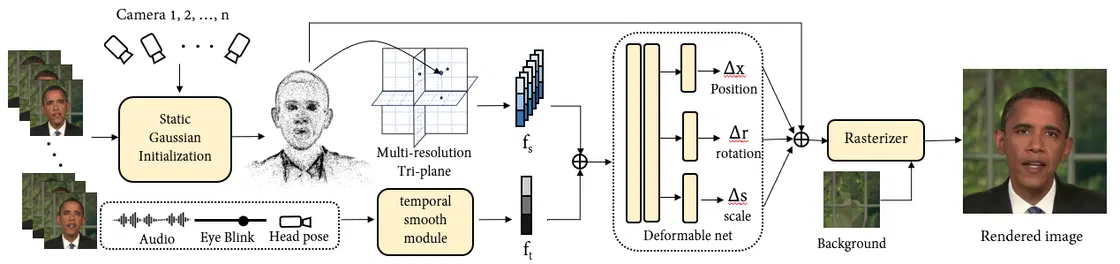 Camera 1, 2, …, n
Static
Gaussian
Initialization
Multi-resolution
Tri-plane
fs
Δx
Position
Δr
rotation
Δs
scale
Deformable net
Rasterizer
Background
Rendered image
Audio
Eye Blink
Head pose
temporal
smooth
module
ft